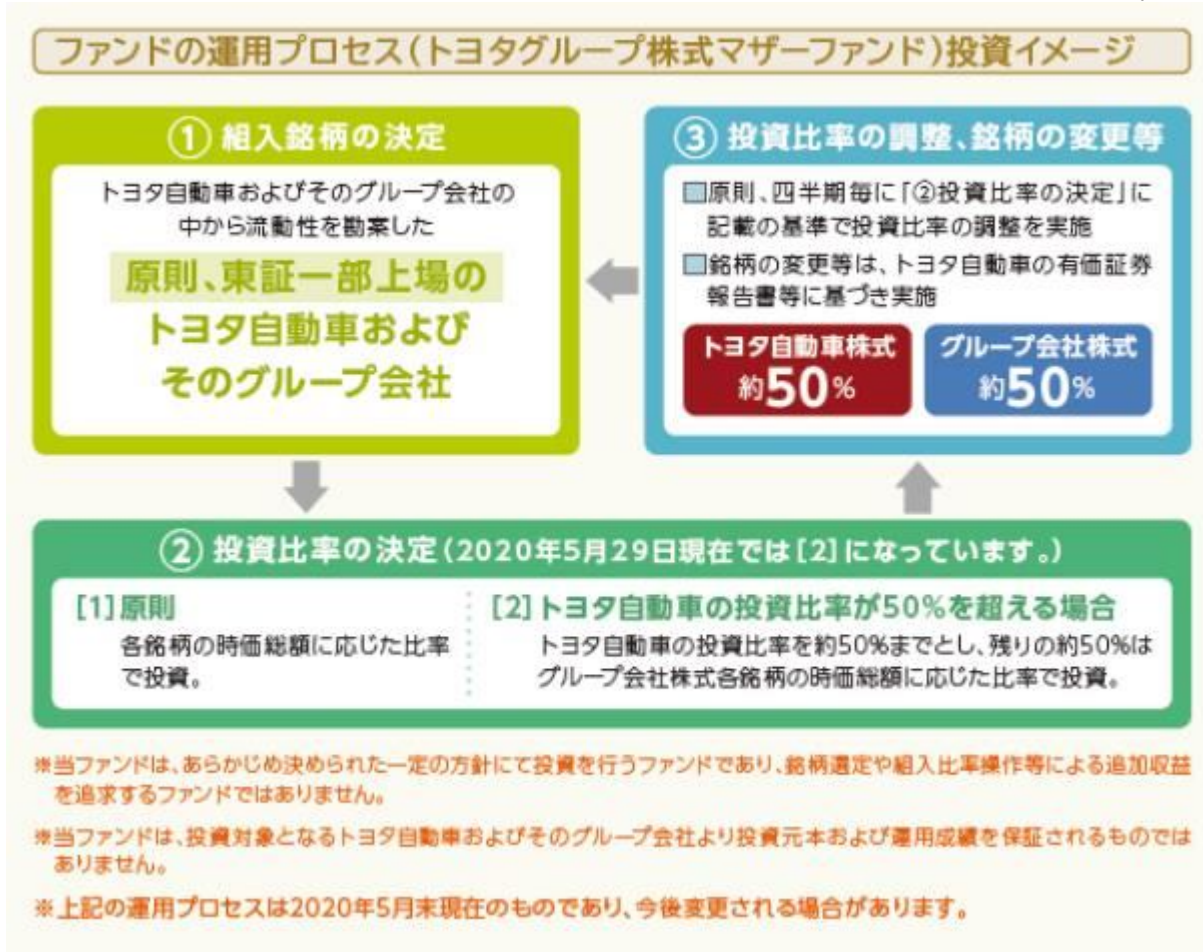 ファンドの運用プロセス(トヨタグループ株式マザーファンド)投資イメージ
① 組入銘柄の決定
トヨタ自動車およびそのグループ会社の
中から流動性を勘案した
原則、東証一部上場の
トヨタ自動車および
そのグループ会社
② 投資比率の決定(2020年5月29日現在では[2]になっています。)
[1]原則
各銘柄の時価総額に応じた比率
で投資。
[2]トヨタ自動車の投資比率が50%を超える場合
トヨタ自動車の投資比率を約50%までとし、残りの約50%は
グループ会社株式各銘柄の時価総額に応じた比率で投資。
③ 投資比率の調整、銘柄の変更等
原則、四半期毎に「②投資比率の決定」に
記載の基準で投資比率の調整を実施
銘柄の変更等は、トヨタ自動車の有価証券
報告書等に基づき実施
トヨタ自動車株式
約50%
グループ会社株式
約50%
※当ファンドは、あらかじめ決められた一定の方針にて投資を行うファンドであり、銘柄選定や組入比率操作等による追加収益
を追求するファンドではありません。
※当ファンドは、投資対象となるトヨタ自動車およびそのグループ会社より投資元本および運用成績を保証されるものでは
ありません。
※上記の運用プロセスは2020年5月末現在のものであり、今後変更される場合があります。